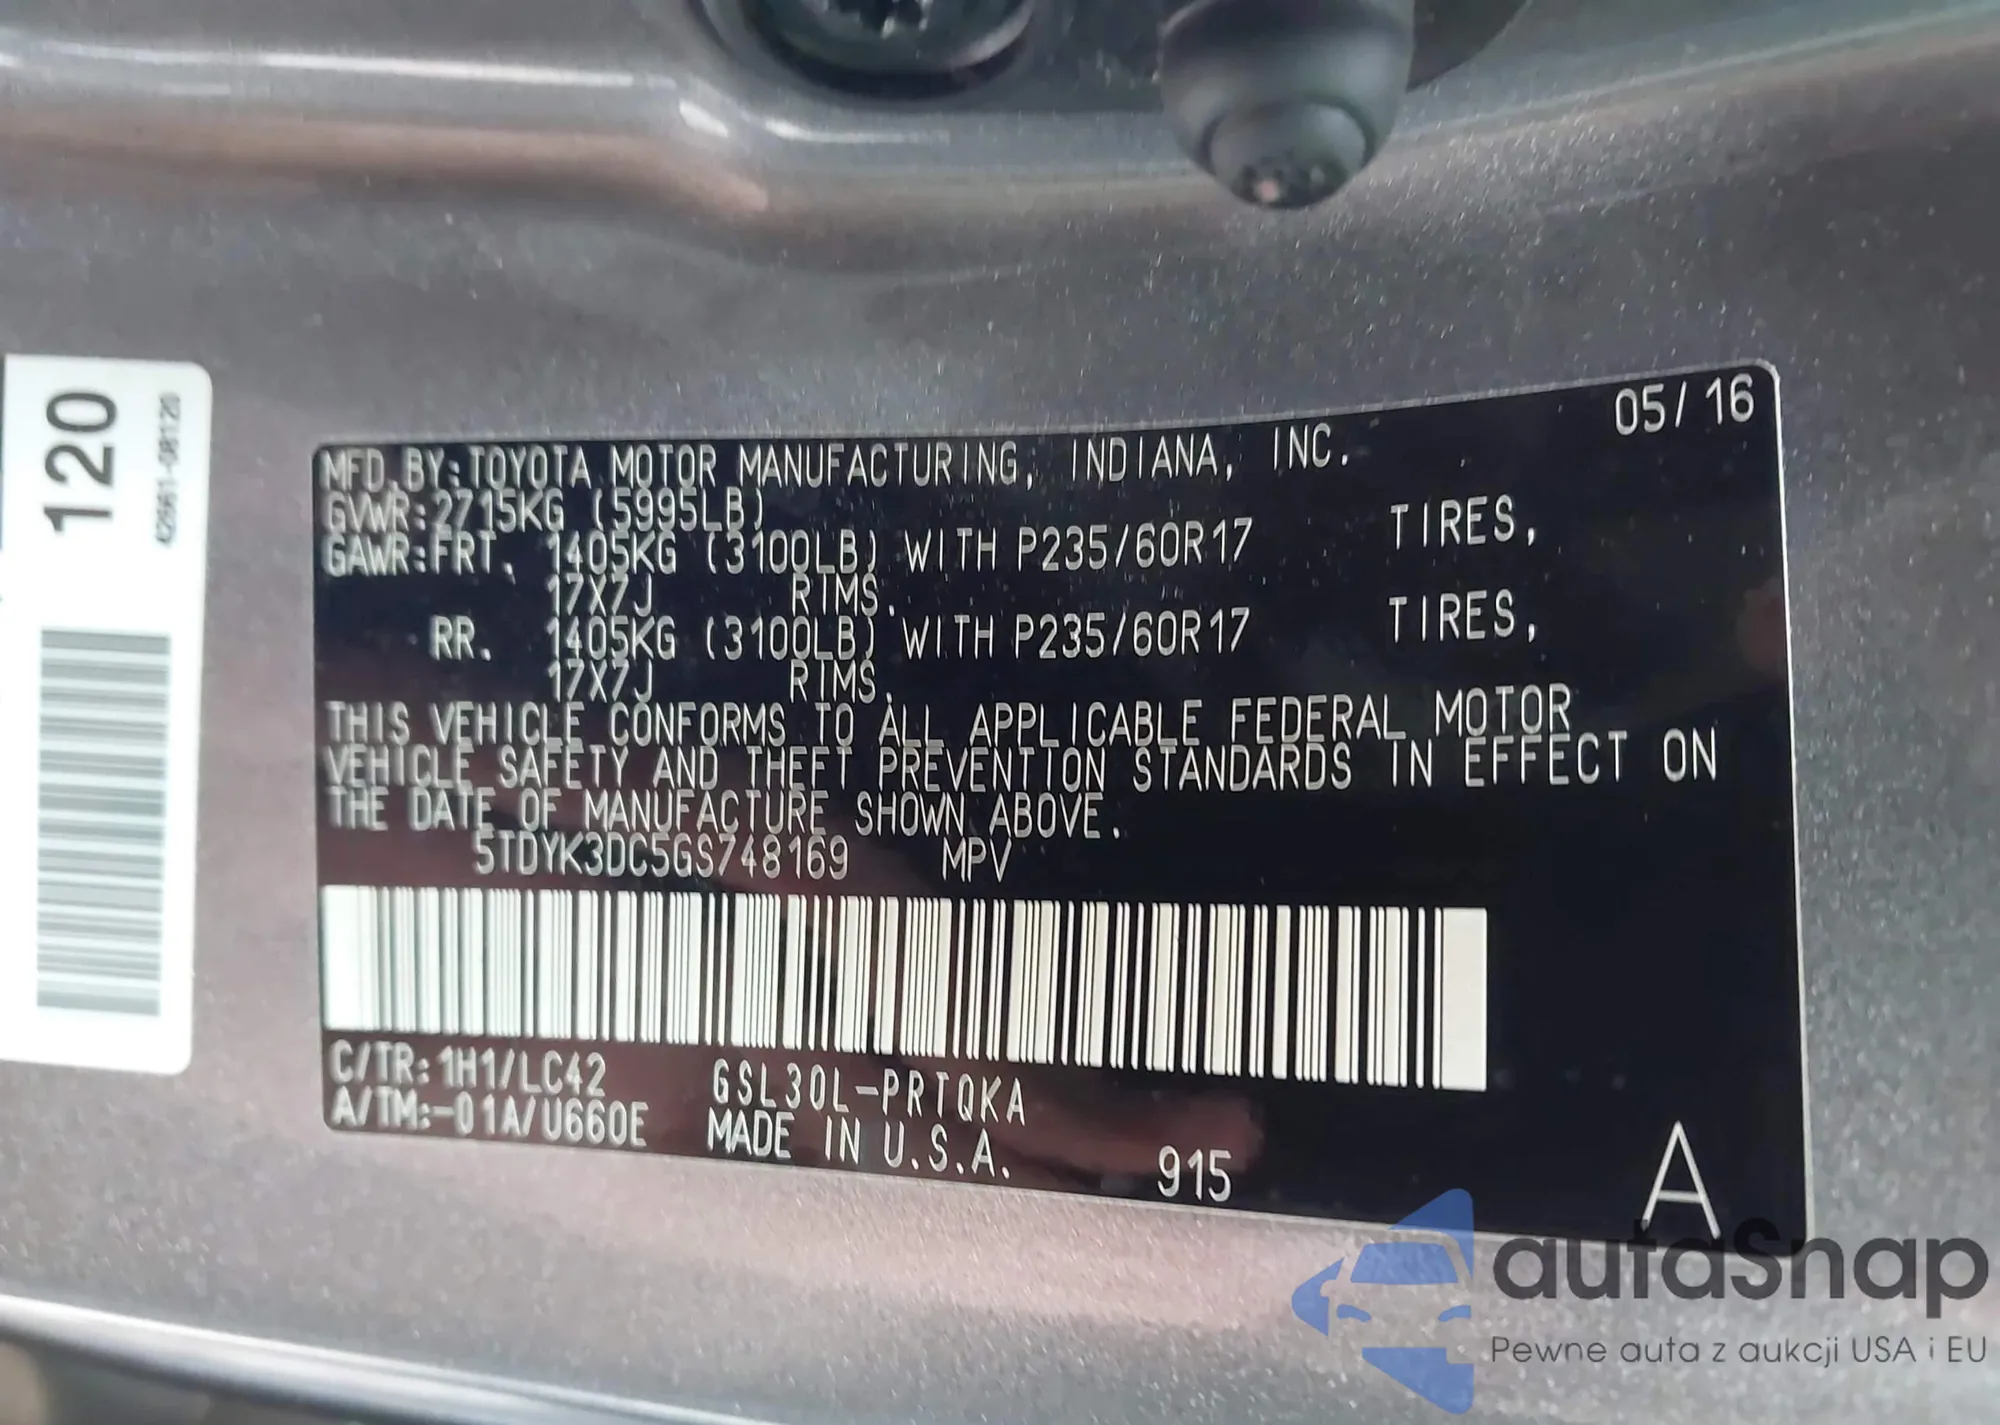 120
42661-08120
05/16
MFD.BY:TOYOTA MOTOR MANUFACTURING, INDIANA, INC.
GVWR:2715KG (5995LB)
GAWR:FRT. 1405KG (3100LB) WITH P235/60R17 TIRES,
17X7J RIMS.
RR. 1405KG (3100LB) WITH P235/60R17 TIRES,
17X7J RIMS.
THIS VEHICLE CONFORMS TO ALL APPLICABLE FEDERAL MOTOR
VEHICLE SAFETY AND THEFT PREVENTION STANDARDS IN EFFECT ON
THE DATE OF MANUFACTURE SHOWN ABOVE.
5TDYK3DC5GS748169 MPV
C/TR:1H1/LC42 GSL30L-PRTQKA
A/TM:-01A/U660E MADE IN U.S.A. 915 A
autaSnap
Pewne auta z aukcji USA i EU